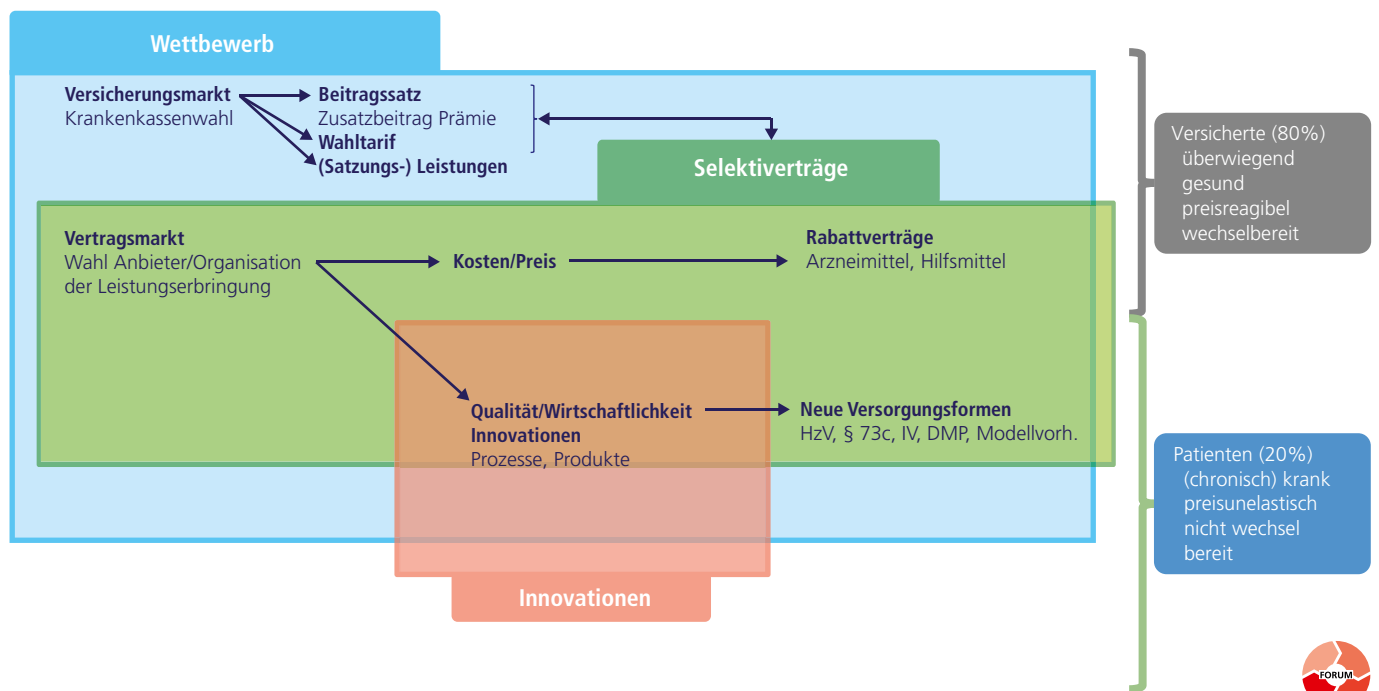 Wettbewerb
Versicherungsmarkt
Krankenkassenwahl
Beitragssatz
Zusatzbeitrag Prämie
Wahltarif
(Satzungs-) Leistungen
Selektivverträge
Vertragsmarkt
Wahl Anbieter/Organisation
der Leistungserbringung
Kosten/Preis
Rabattverträge
Arzneimittel, Hilfsmittel
Qualität/Wirtschaftlichkeit
Innovationen
Prozesse, Produkte
Neue Versorgungsformen
HzV, § 73c, IV, DMP, Modellvorh.
Innovationen
Versicherte (80%)
überwiegend
gesund
preisreagibel
wechselbereit
Patienten (20%)
(chronisch) krank
preisunelastisch
nicht wechsel
bereit
FORUM